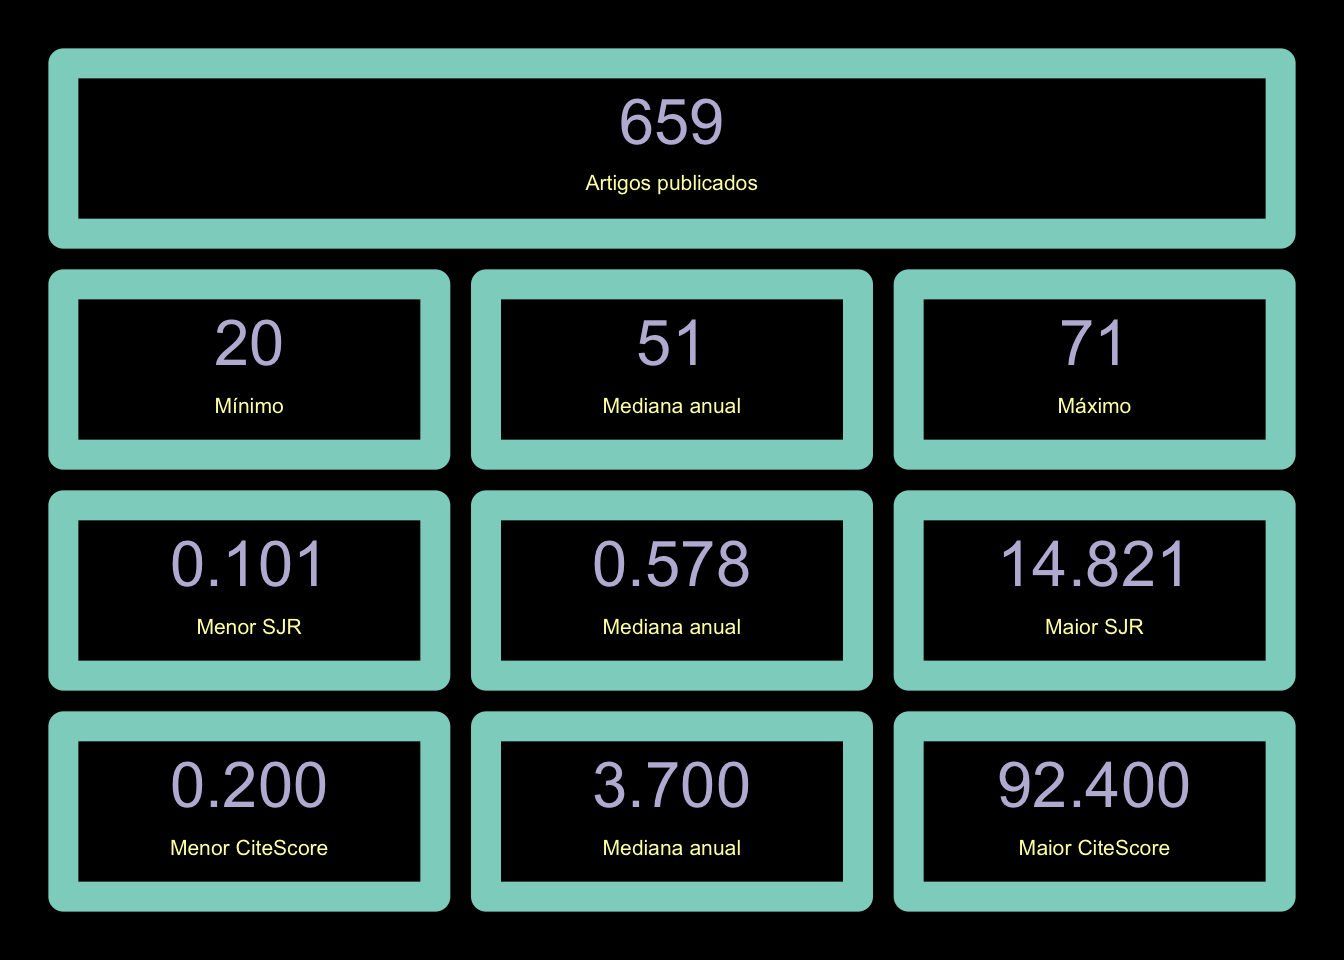 659
Artigos publicados
20
Mínimo
51
Mediana anual
71
Máximo
0.101
Menor SJR
0.578
Mediana anual
14.821
Maior SJR
0.200
Menor CiteScore
3.700
Mediana anual
92.400
Maior CiteScore